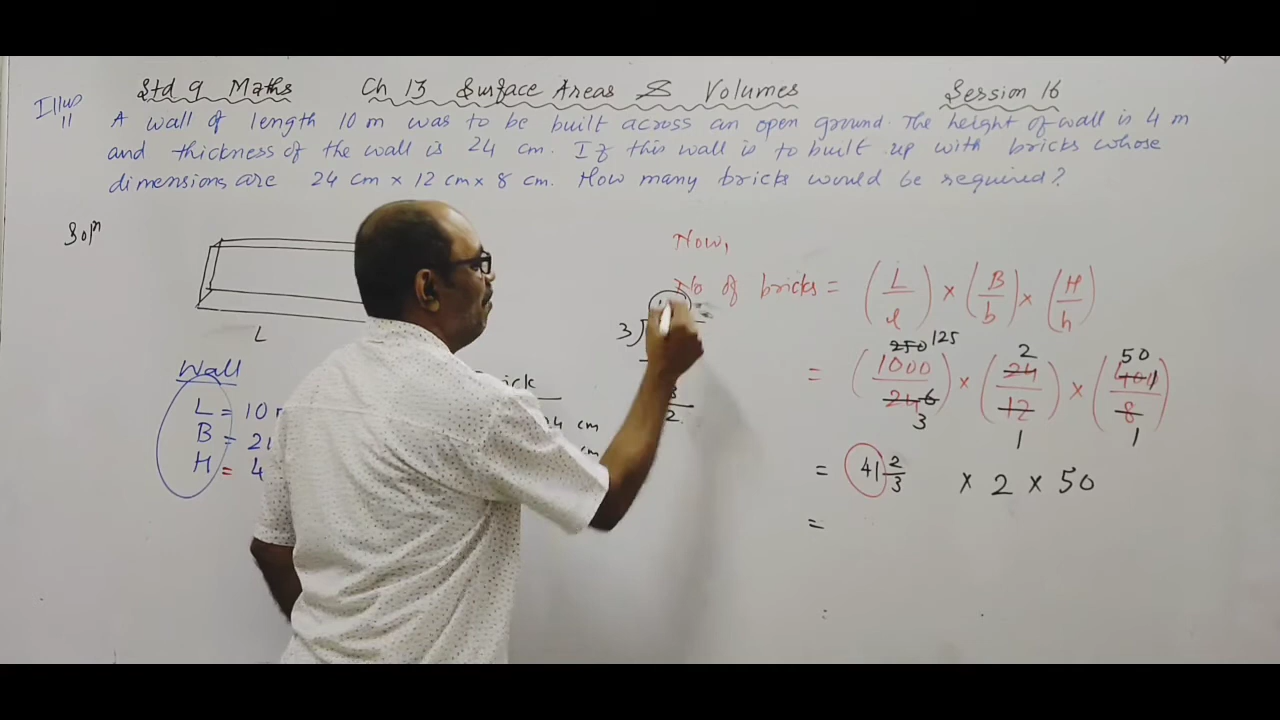 Std 9 Maths Ch 13 Surface Areas & Volumes Session 16
Illus 11
A wall of length 10 m was to be built across an open ground. The height of wall is 4 m
and thickness of the wall is 24 cm. If this wall is to built up with bricks whose
dimensions are 24 cm × 12 cm × 8 cm. How many bricks would be required?
Soln
L
Wall
L = 10
B =
H = 4
24 cm
cm
3
2
Now,
No of bricks = (L/l) × (B/b) × (H/h)
250 125 2 50
= (1000/24 6) × (24/12) × (400/8)
3 1 1
= 41 2/3 × 2 × 50
=